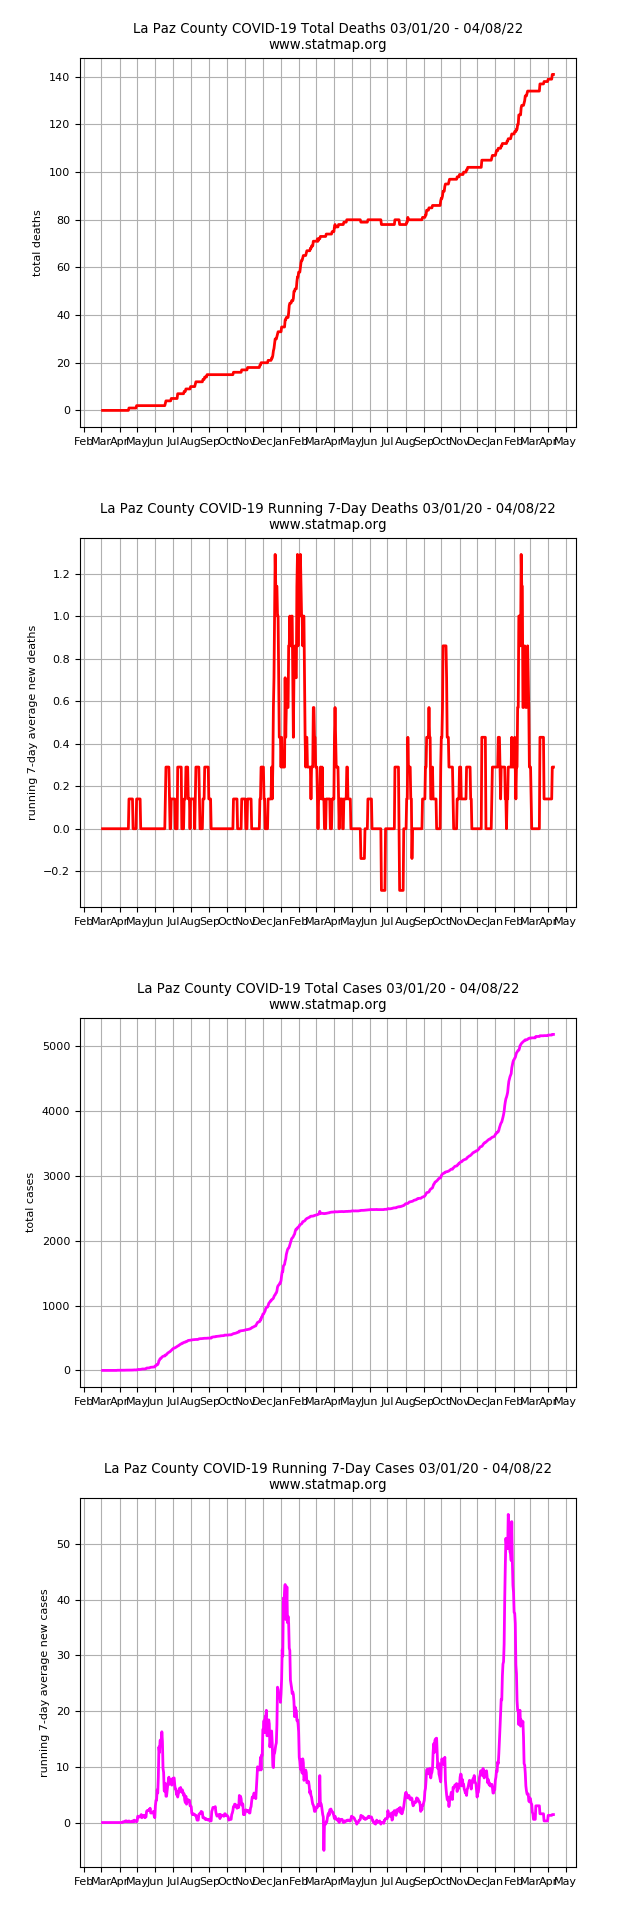 La Paz County COVID-19 Total Deaths 03/01/20 - 04/08/22
www.statmap.org
total deaths
140
120
100
80
60
40
20
0
Feb Mar Apr May Jun Jul Aug Sep Oct Nov Dec Jan Feb Mar Apr May Jun Jul Aug Sep Oct Nov Dec Jan Feb Mar Apr May
La Paz County COVID-19 Running 7-Day Deaths 03/01/20 - 04/08/22
www.statmap.org
running 7-day average new deaths
1.2
1.0
0.8
0.6
0.4
0.2
0.0
−0.2
Feb Mar Apr May Jun Jul Aug Sep Oct Nov Dec Jan Feb Mar Apr May Jun Jul Aug Sep Oct Nov Dec Jan Feb Mar Apr May
La Paz County COVID-19 Total Cases 03/01/20 - 04/08/22
www.statmap.org
total cases
5000
4000
3000
2000
1000
0
Feb Mar Apr May Jun Jul Aug Sep Oct Nov Dec Jan Feb Mar Apr May Jun Jul Aug Sep Oct Nov Dec Jan Feb Mar Apr May
La Paz County COVID-19 Running 7-Day Cases 03/01/20 - 04/08/22
www.statmap.org
running 7-day average new cases
50
40
30
20
10
0
Feb Mar Apr May Jun Jul Aug Sep Oct Nov Dec Jan Feb Mar Apr May Jun Jul Aug Sep Oct Nov Dec Jan Feb Mar Apr May